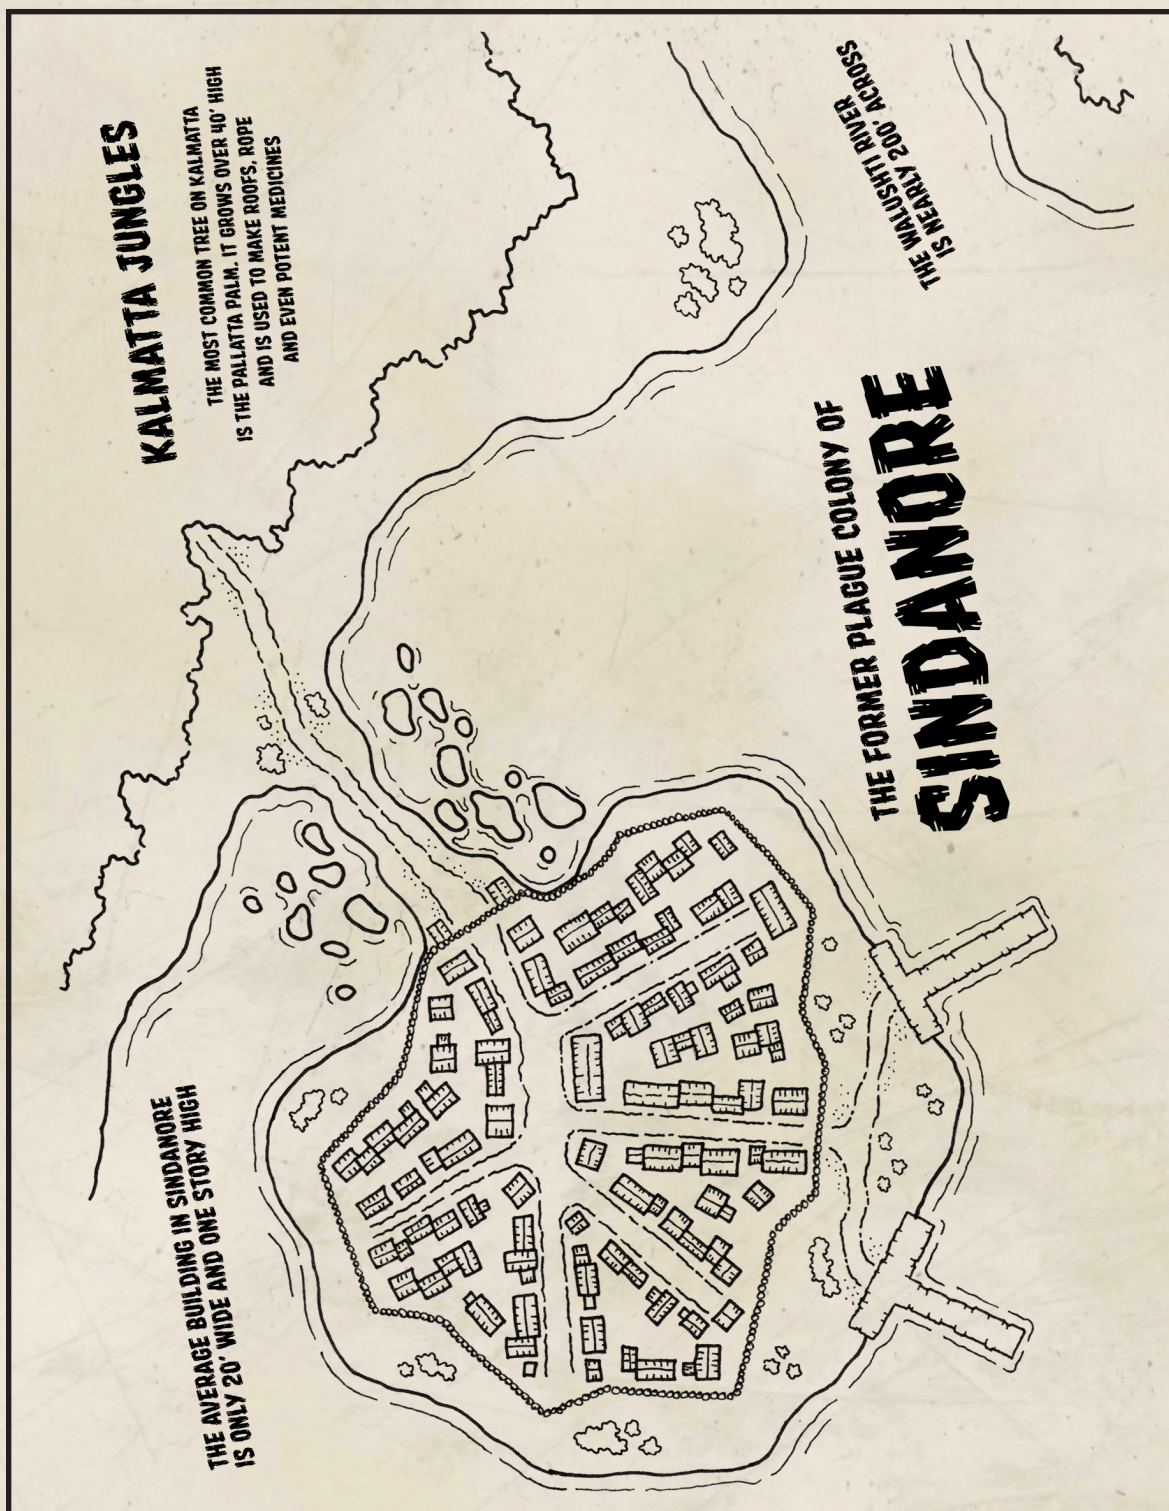 KALMATTA JUNGLES
THE MOST COMMON TREE ON KALMATTA
IS THE PALLATTA PALM. IT GROWS OVER 40' HIGH
AND IS USED TO MAKE ROOFS, ROPE
AND EVEN POTENT MEDICINES
THE WALUSHTI RIVER
IS NEARLY 200' ACROSS
THE FORMER PLAGUE COLONY OF
SINDANORE
THE AVERAGE BUILDING IN SINDANORE
IS ONLY 20' WIDE AND ONE STORY HIGH